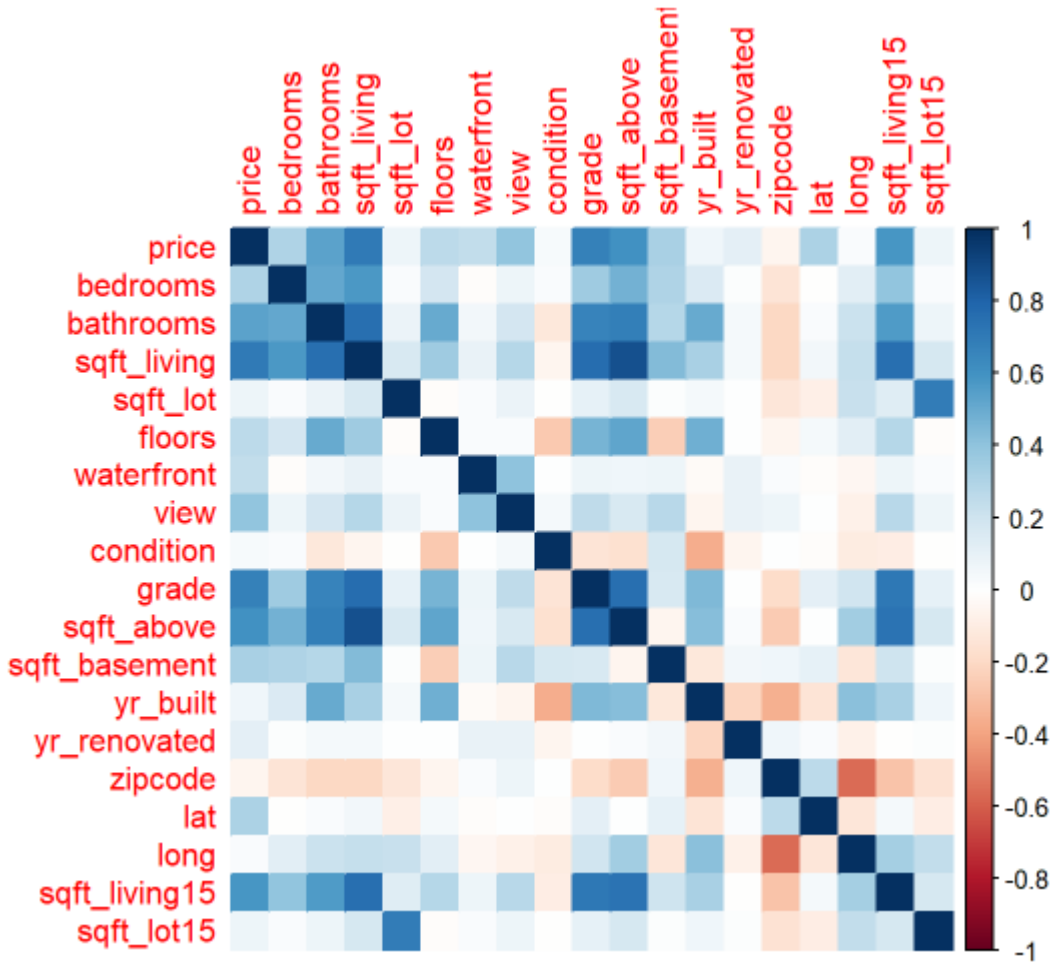 price
bedrooms
bathrooms
sqft_living
sqft_lot
floors
waterfront
view
condition
grade
sqft_above
sqft_basement
yr_built
yr_renovated
zipcode
lat
long
sqft_living15
sqft_lot15
price
bedrooms
bathrooms
sqft_living
sqft_lot
floors
waterfront
view
condition
grade
sqft_above
sqft_basement
yr_built
yr_renovated
zipcode
lat
long
sqft_living15
sqft_lot15
1
0.8
0.6
0.4
0.2
0
-0.2
-0.4
-0.6
-0.8
-1